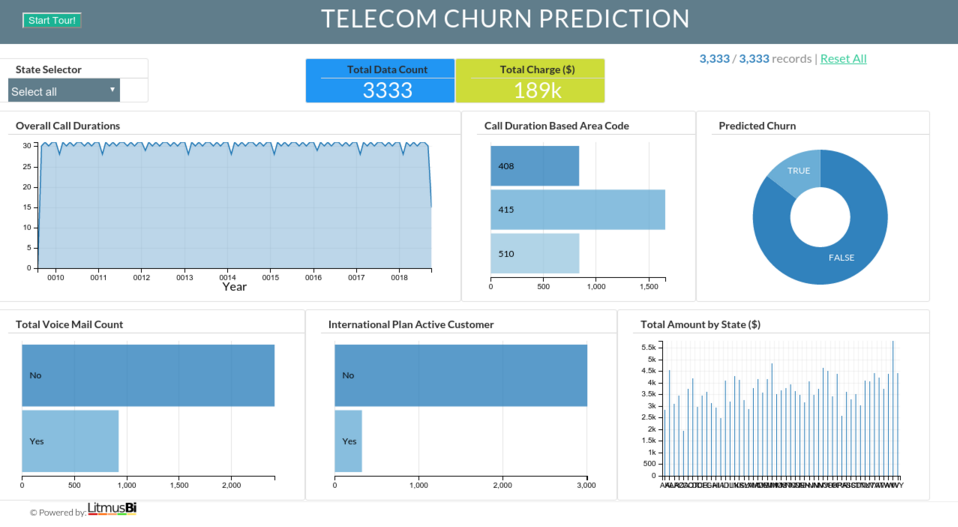 Start Tour!
TELECOM CHURN PREDICTION
State Selector
Select all
Total Data Count
3333
Total Charge ($)
189k
3,333 / 3,333 records | Reset All
Overall Call Durations
30
25
20
15
10
5
0
0010 0011 0012 0013 0014 0015 0016 0017 0018
Year
Call Duration Based Area Code
408
415
510
0 500 1,000 1,500
Predicted Churn
TRUE
FALSE
Total Voice Mail Count
No
Yes
0 500 1,000 1,500 2,000
International Plan Active Customer
No
Yes
0 1,000 2,000 3,000
Total Amount by State ($)
5.5k
5k
4.5k
4k
3.5k
3k
2.5k
2k
1.5k
1k
500
0
© Powered by: LitmusBi